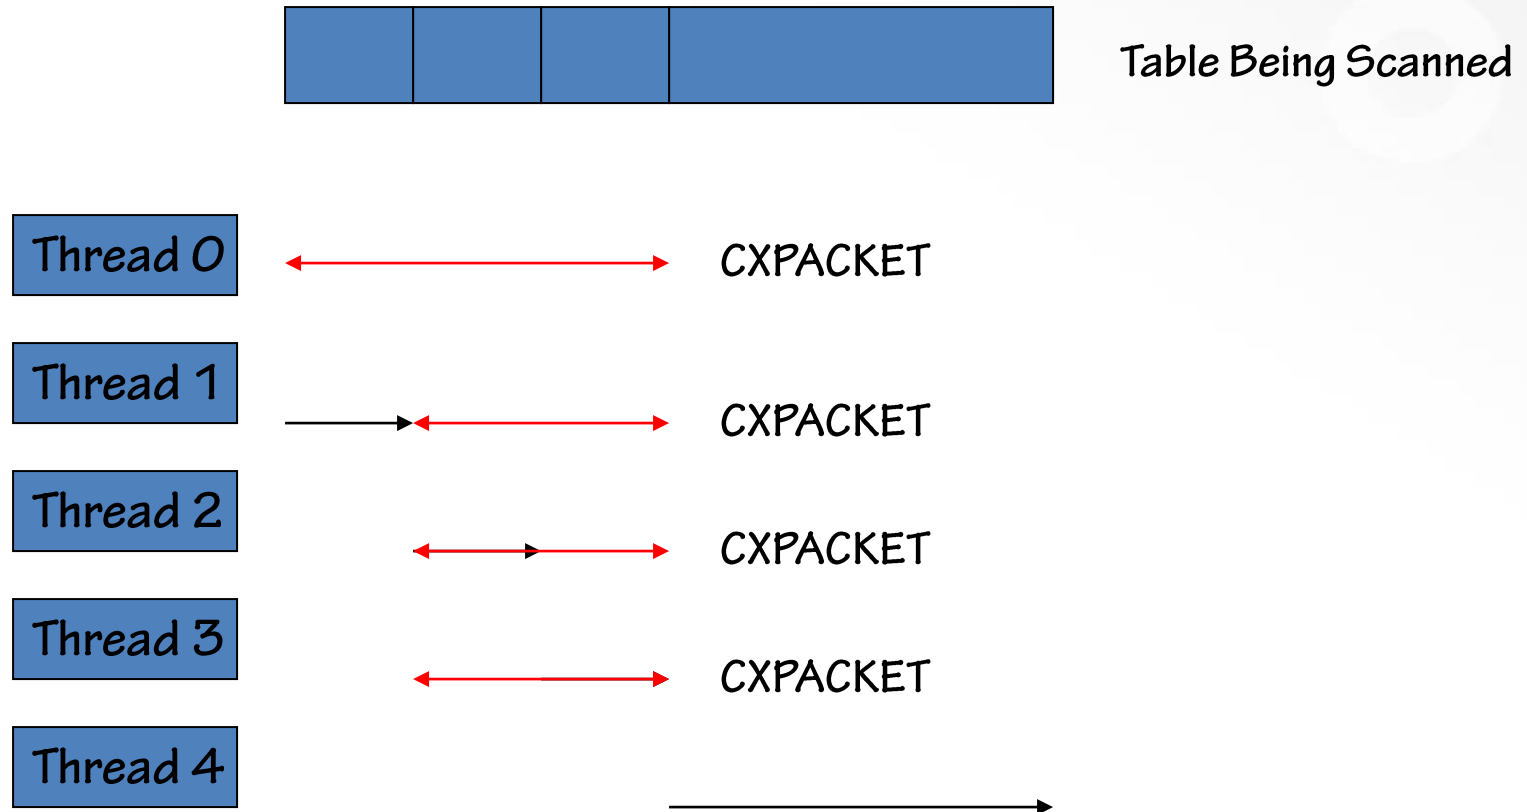 Table Being Scanned
Thread 0
CXPACKET
Thread 1
CXPACKET
Thread 2
CXPACKET
Thread 3
CXPACKET
Thread 4